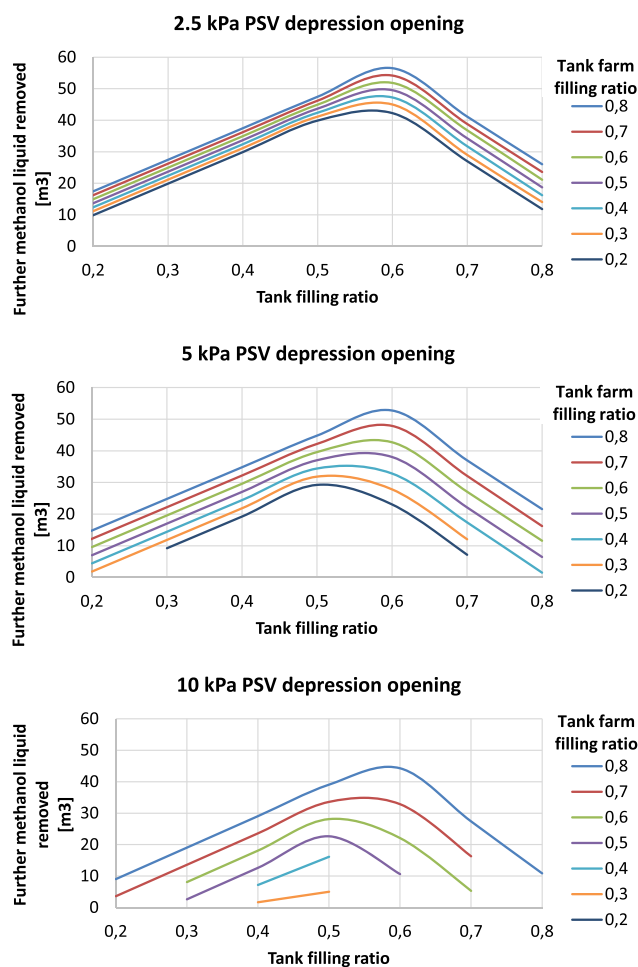 2.5 kPa PSV depression opening
Further methanol liquid removed
[m3]
60
50
40
30
20
10
0
0,2 0,3 0,4 0,5 0,6 0,7 0,8
Tank filling ratio
Tank farm
filling ratio
0,8
0,7
0,6
0,5
0,4
0,3
0,2
5 kPa PSV depression opening
Further methanol liquid removed
[m3]
60
50
40
30
20
10
0
0,2 0,3 0,4 0,5 0,6 0,7 0,8
Tank filling ratio
Tank farm
filling ratio
0,8
0,7
0,6
0,5
0,4
0,3
0,2
10 kPa PSV depression opening
Further methanol liquid
removed
[m3]
60
50
40
30
20
10
0
0,2 0,3 0,4 0,5 0,6 0,7 0,8
Tank filling ratio
Tank farm
filling ratio
0,8
0,7
0,6
0,5
0,4
0,3
0,2